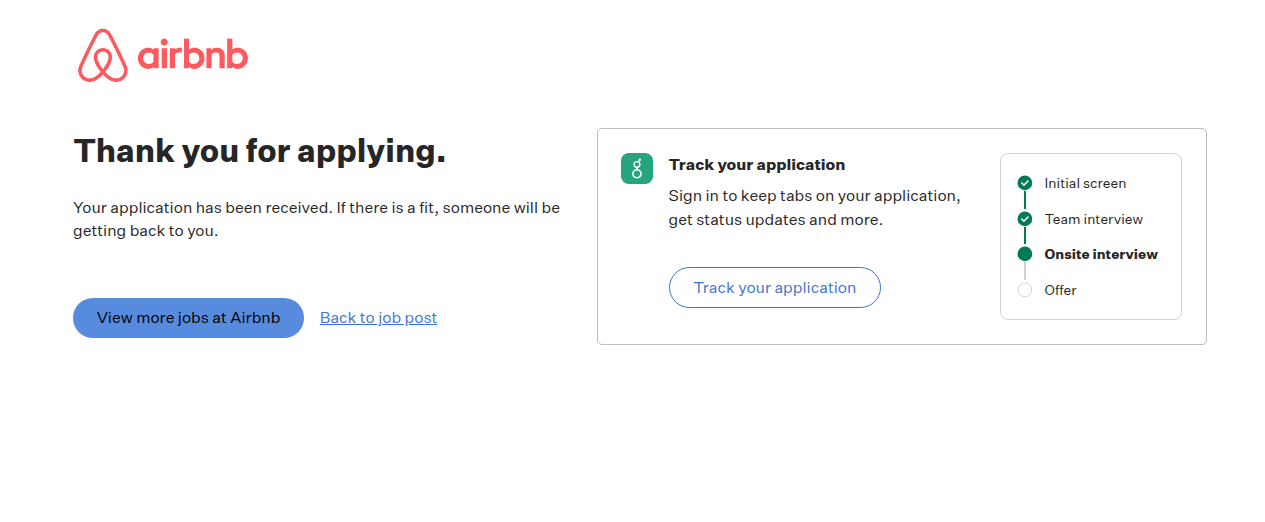 airbnb
Thank you for applying.
Your application has been received. If there is a fit, someone will be
getting back to you.
View more jobs at Airbnb
Back to job post
Track your application
Sign in to keep tabs on your application,
get status updates and more.
Track your application
Initial screen
Team interview
Onsite interview
Offer